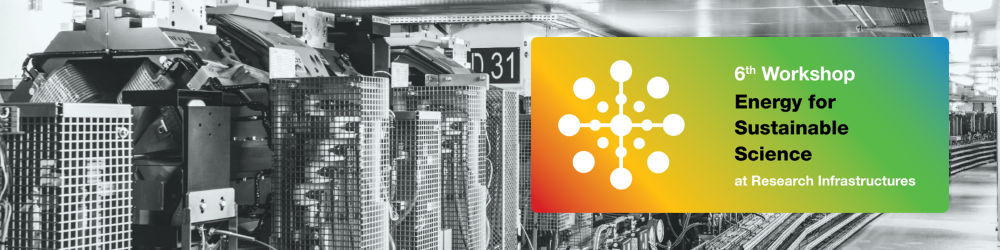 D 31
6th Workshop
Energy for
Sustainable
Science
at Research Infrastructures